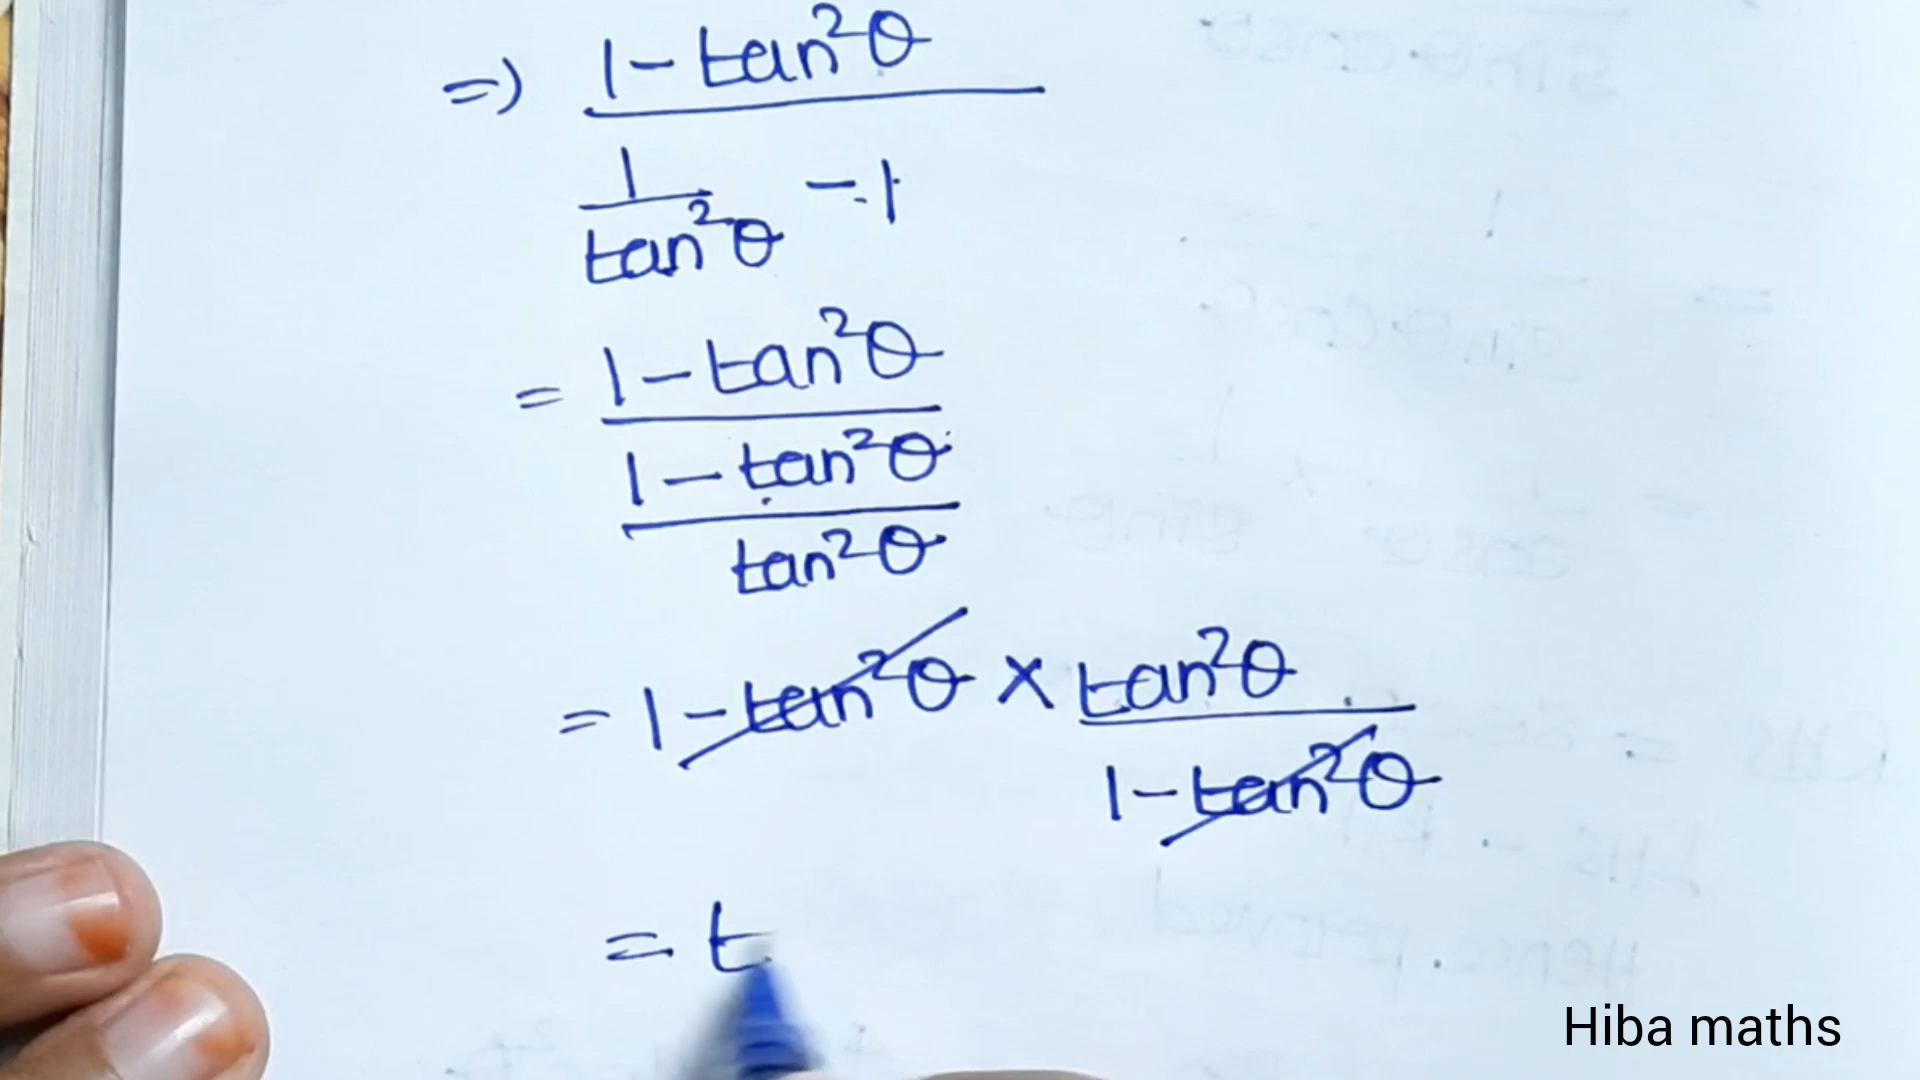 =) 1 - tan²θ
1 - 1
tan²θ
= 1 - tan²θ
1 - tan²θ
tan²θ
= 1 - tan²θ × tan²θ
1 - tan²θ
= t
Hiba maths